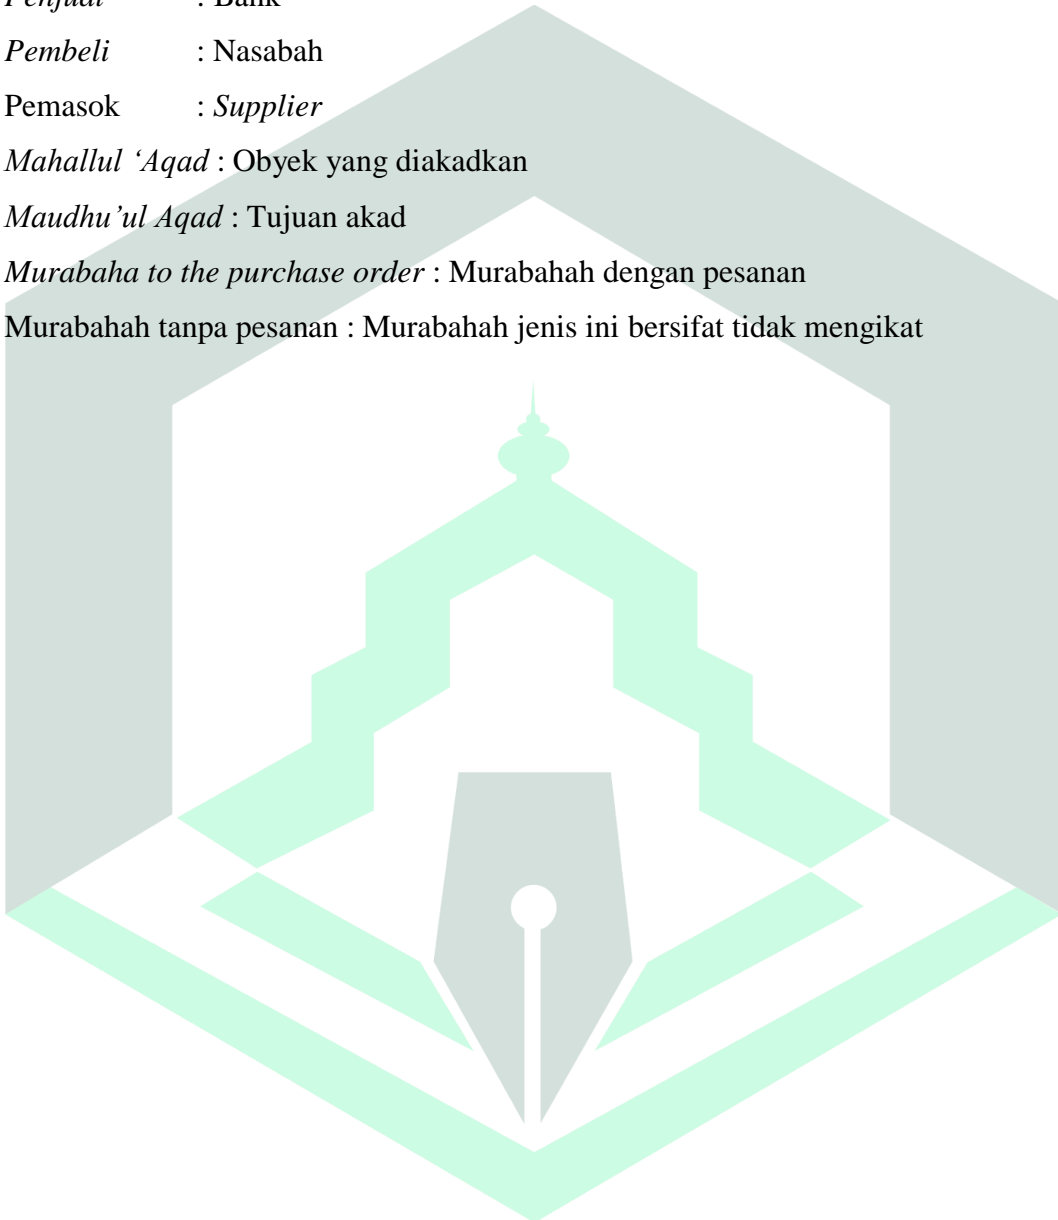 Penjual : Bank
Pembeli : Nasabah
Pemasok : Supplier
Mahallul ‘Aqad : Obyek yang diakadkan
Maudhu’ul Aqad : Tujuan akad
Murabaha to the purchase order : Murabahah dengan pesanan
Murabahah tanpa pesanan : Murabahah jenis ini bersifat tidak mengikat